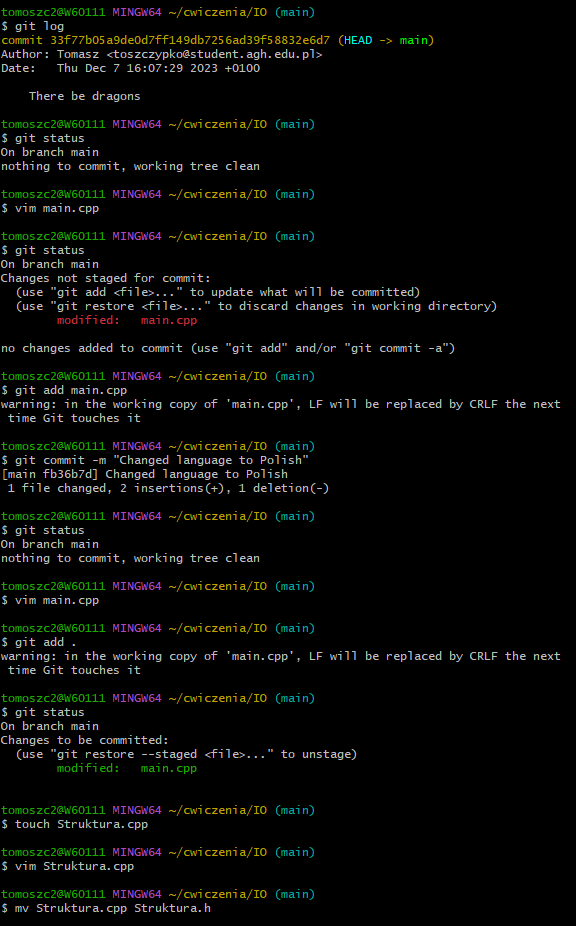 tomoszc2@W60111 MINGW64 ~/cwiczenia/IO (main)
$ git log
commit 33f77b05a9de0d7ff149db7256ad39f58832e6d7 (HEAD -> main)
Author: Tomasz <toszczypko@student.agh.edu.pl>
Date:   Thu Dec 7 16:07:29 2023 +0100

    There be dragons

tomoszc2@W60111 MINGW64 ~/cwiczenia/IO (main)
$ git status
On branch main
nothing to commit, working tree clean

tomoszc2@W60111 MINGW64 ~/cwiczenia/IO (main)
$ vim main.cpp

tomoszc2@W60111 MINGW64 ~/cwiczenia/IO (main)
$ git status
On branch main
Changes not staged for commit:
  (use "git add <file>..." to update what will be committed)
  (use "git restore <file>..." to discard changes in working directory)
        modified:   main.cpp

no changes added to commit (use "git add" and/or "git commit -a")

tomoszc2@W60111 MINGW64 ~/cwiczenia/IO (main)
$ git add main.cpp
warning: in the working copy of 'main.cpp', LF will be replaced by CRLF the next
 time Git touches it

tomoszc2@W60111 MINGW64 ~/cwiczenia/IO (main)
$ git commit -m "Changed language to Polish"
[main fb36b7d] Changed language to Polish
 1 file changed, 2 insertions(+), 1 deletion(-)

tomoszc2@W60111 MINGW64 ~/cwiczenia/IO (main)
$ git status
On branch main
nothing to commit, working tree clean

tomoszc2@W60111 MINGW64 ~/cwiczenia/IO (main)
$ vim main.cpp

tomoszc2@W60111 MINGW64 ~/cwiczenia/IO (main)
$ git add .
warning: in the working copy of 'main.cpp', LF will be replaced by CRLF the next
 time Git touches it

tomoszc2@W60111 MINGW64 ~/cwiczenia/IO (main)
$ git status
On branch main
Changes to be committed:
  (use "git restore --staged <file>..." to unstage)
        modified:   main.cpp


tomoszc2@W60111 MINGW64 ~/cwiczenia/IO (main)
$ touch Struktura.cpp

tomoszc2@W60111 MINGW64 ~/cwiczenia/IO (main)
$ vim Struktura.cpp

tomoszc2@W60111 MINGW64 ~/cwiczenia/IO (main)
$ mv Struktura.cpp Struktura.h